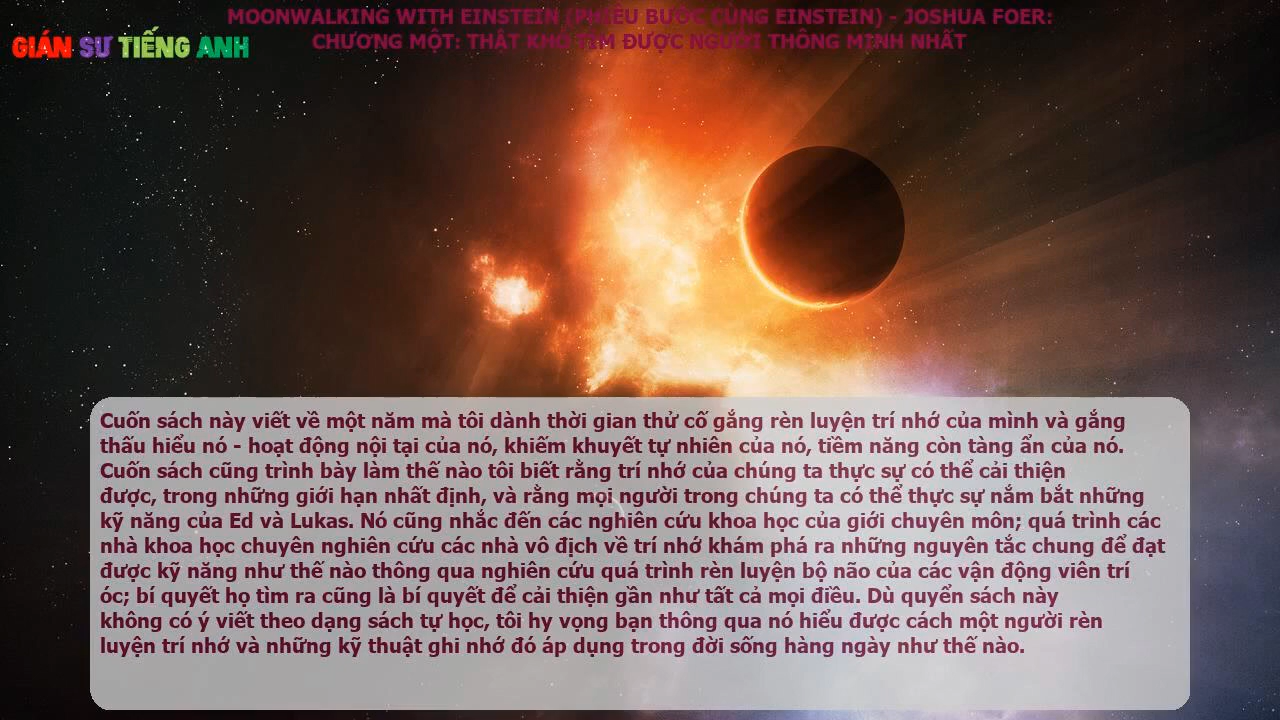 MOONWALKING WITH EINSTEIN (PHIÊU BƯỚC CÙNG EINSTEIN) - JOSHUA FOER:
CHƯƠNG MỘT: THẬT KHÓ TÌM ĐƯỢC NGƯỜI THÔNG MINH NHẤT
GIÁN SỨ TIẾNG ANH
Cuốn sách này viết về một năm mà tôi dành thời gian thử cố gắng rèn luyện trí nhớ của mình và gắng
thấu hiểu nó - hoạt động nội tại của nó, khiếm khuyết tự nhiên của nó, tiềm năng còn tàng ẩn của nó.
Cuốn sách cũng trình bày làm thế nào tôi biết rằng trí nhớ của chúng ta thực sự có thể cải thiện
được, trong những giới hạn nhất định, và rằng mọi người trong chúng ta có thể thực sự nắm bắt những
kỹ năng của Ed và Lukas. Nó cũng nhắc đến các nghiên cứu khoa học của giới chuyên môn; quá trình các
nhà khoa học chuyên nghiên cứu các nhà vô địch về trí nhớ khám phá ra những nguyên tắc chung để đạt
được kỹ năng như thế nào thông qua nghiên cứu quá trình rèn luyện bộ não của các vận động viên trí
óc; bí quyết họ tìm ra cũng là bí quyết để cải thiện gần như tất cả mọi điều. Dù quyển sách này
không có ý viết theo dạng sách tự học, tôi hy vọng bạn thông qua nó hiểu được cách một người rèn
luyện trí nhớ và những kỹ thuật ghi nhớ đó áp dụng trong đời sống hàng ngày như thế nào.